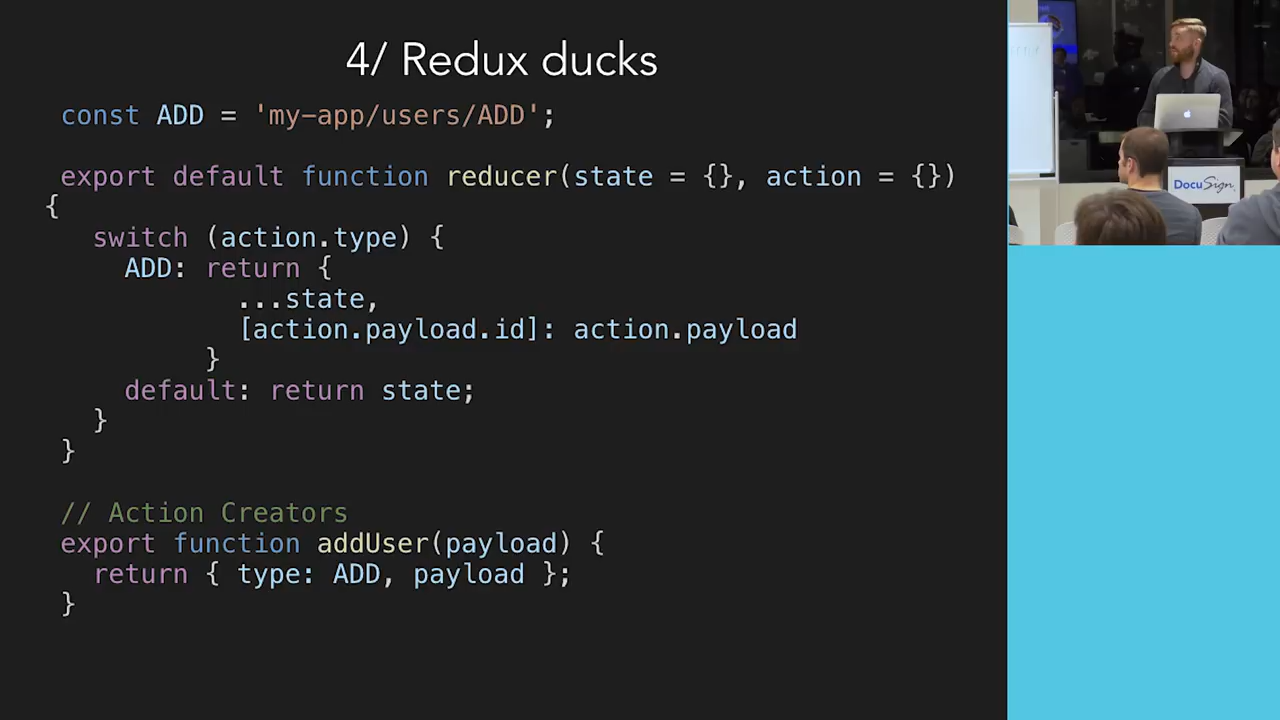 4/ Redux ducks
const ADD = 'my-app/users/ADD';
export default function reducer(state = {}, action = {})
{
switch (action.type) {
ADD: return {
...state,
[action.payload.id]: action.payload
}
default: return state;
}
}
// Action Creators
export function addUser(payload) {
return { type: ADD, payload };
}
DocuSign